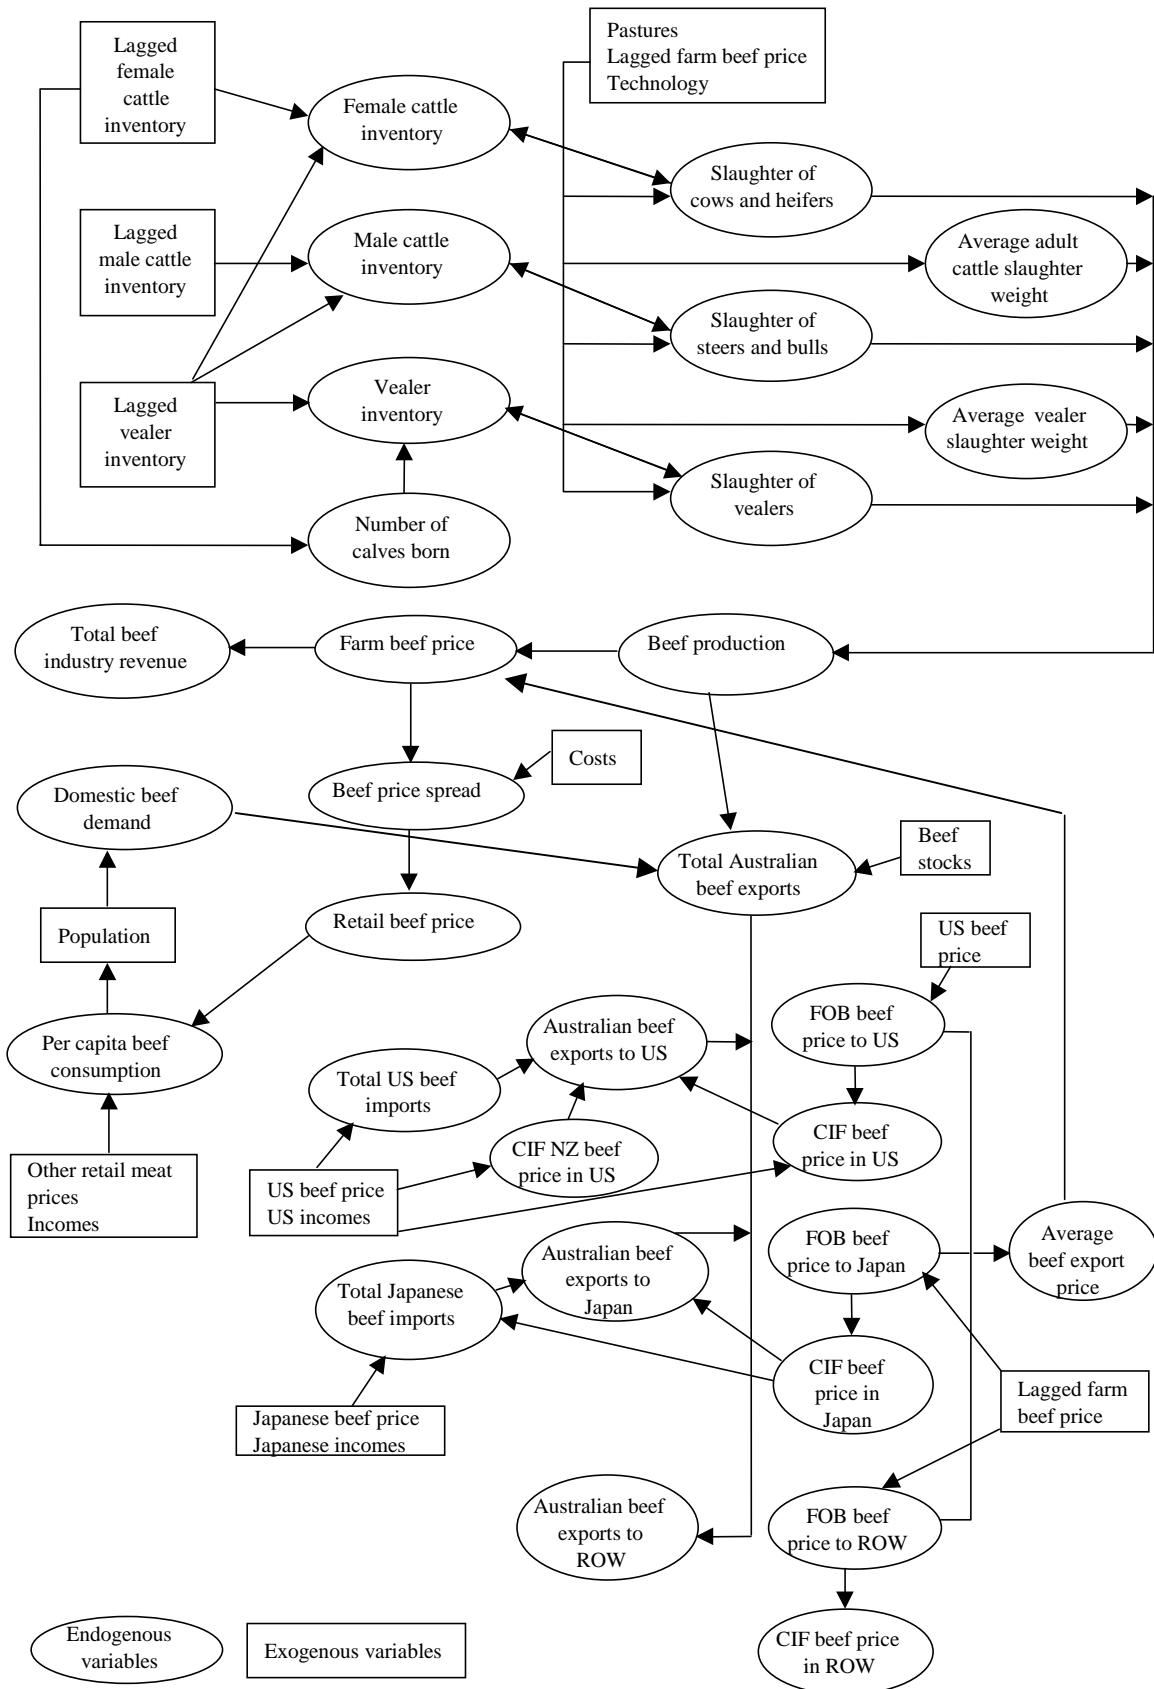 Lagged
female
cattle
inventory
Pastures
Lagged farm beef price
Technology
Female cattle
inventory
Slaughter of
cows and heifers
Lagged
male cattle
inventory
Male cattle
inventory
Average adult
cattle slaughter
weight
Slaughter of
steers and bulls
Lagged
vealer
inventory
Vealer
inventory
Average vealer
slaughter weight
Slaughter of
vealers
Number of
calves born
Total beef
industry revenue
Farm beef price
Beef production
Costs
Domestic beef
demand
Beef price spread
Total Australian
beef exports
Beef
stocks
Population
Retail beef price
US beef
price
Per capita beef
consumption
Australian beef
exports to US
FOB beef
price to US
Total US beef
imports
CIF NZ beef
price in US
CIF beef
price in US
Other retail meat
prices
Incomes
US beef price
US incomes
Australian beef
exports to
Japan
FOB beef
price to Japan
Average
beef export
price
Total Japanese
beef imports
CIF beef
price in
Japan
Lagged farm
beef price
Japanese beef price
Japanese incomes
Australian beef
exports to
ROW
FOB beef
price to ROW
Endogenous
variables
Exogenous variables
CIF beef price
in ROW